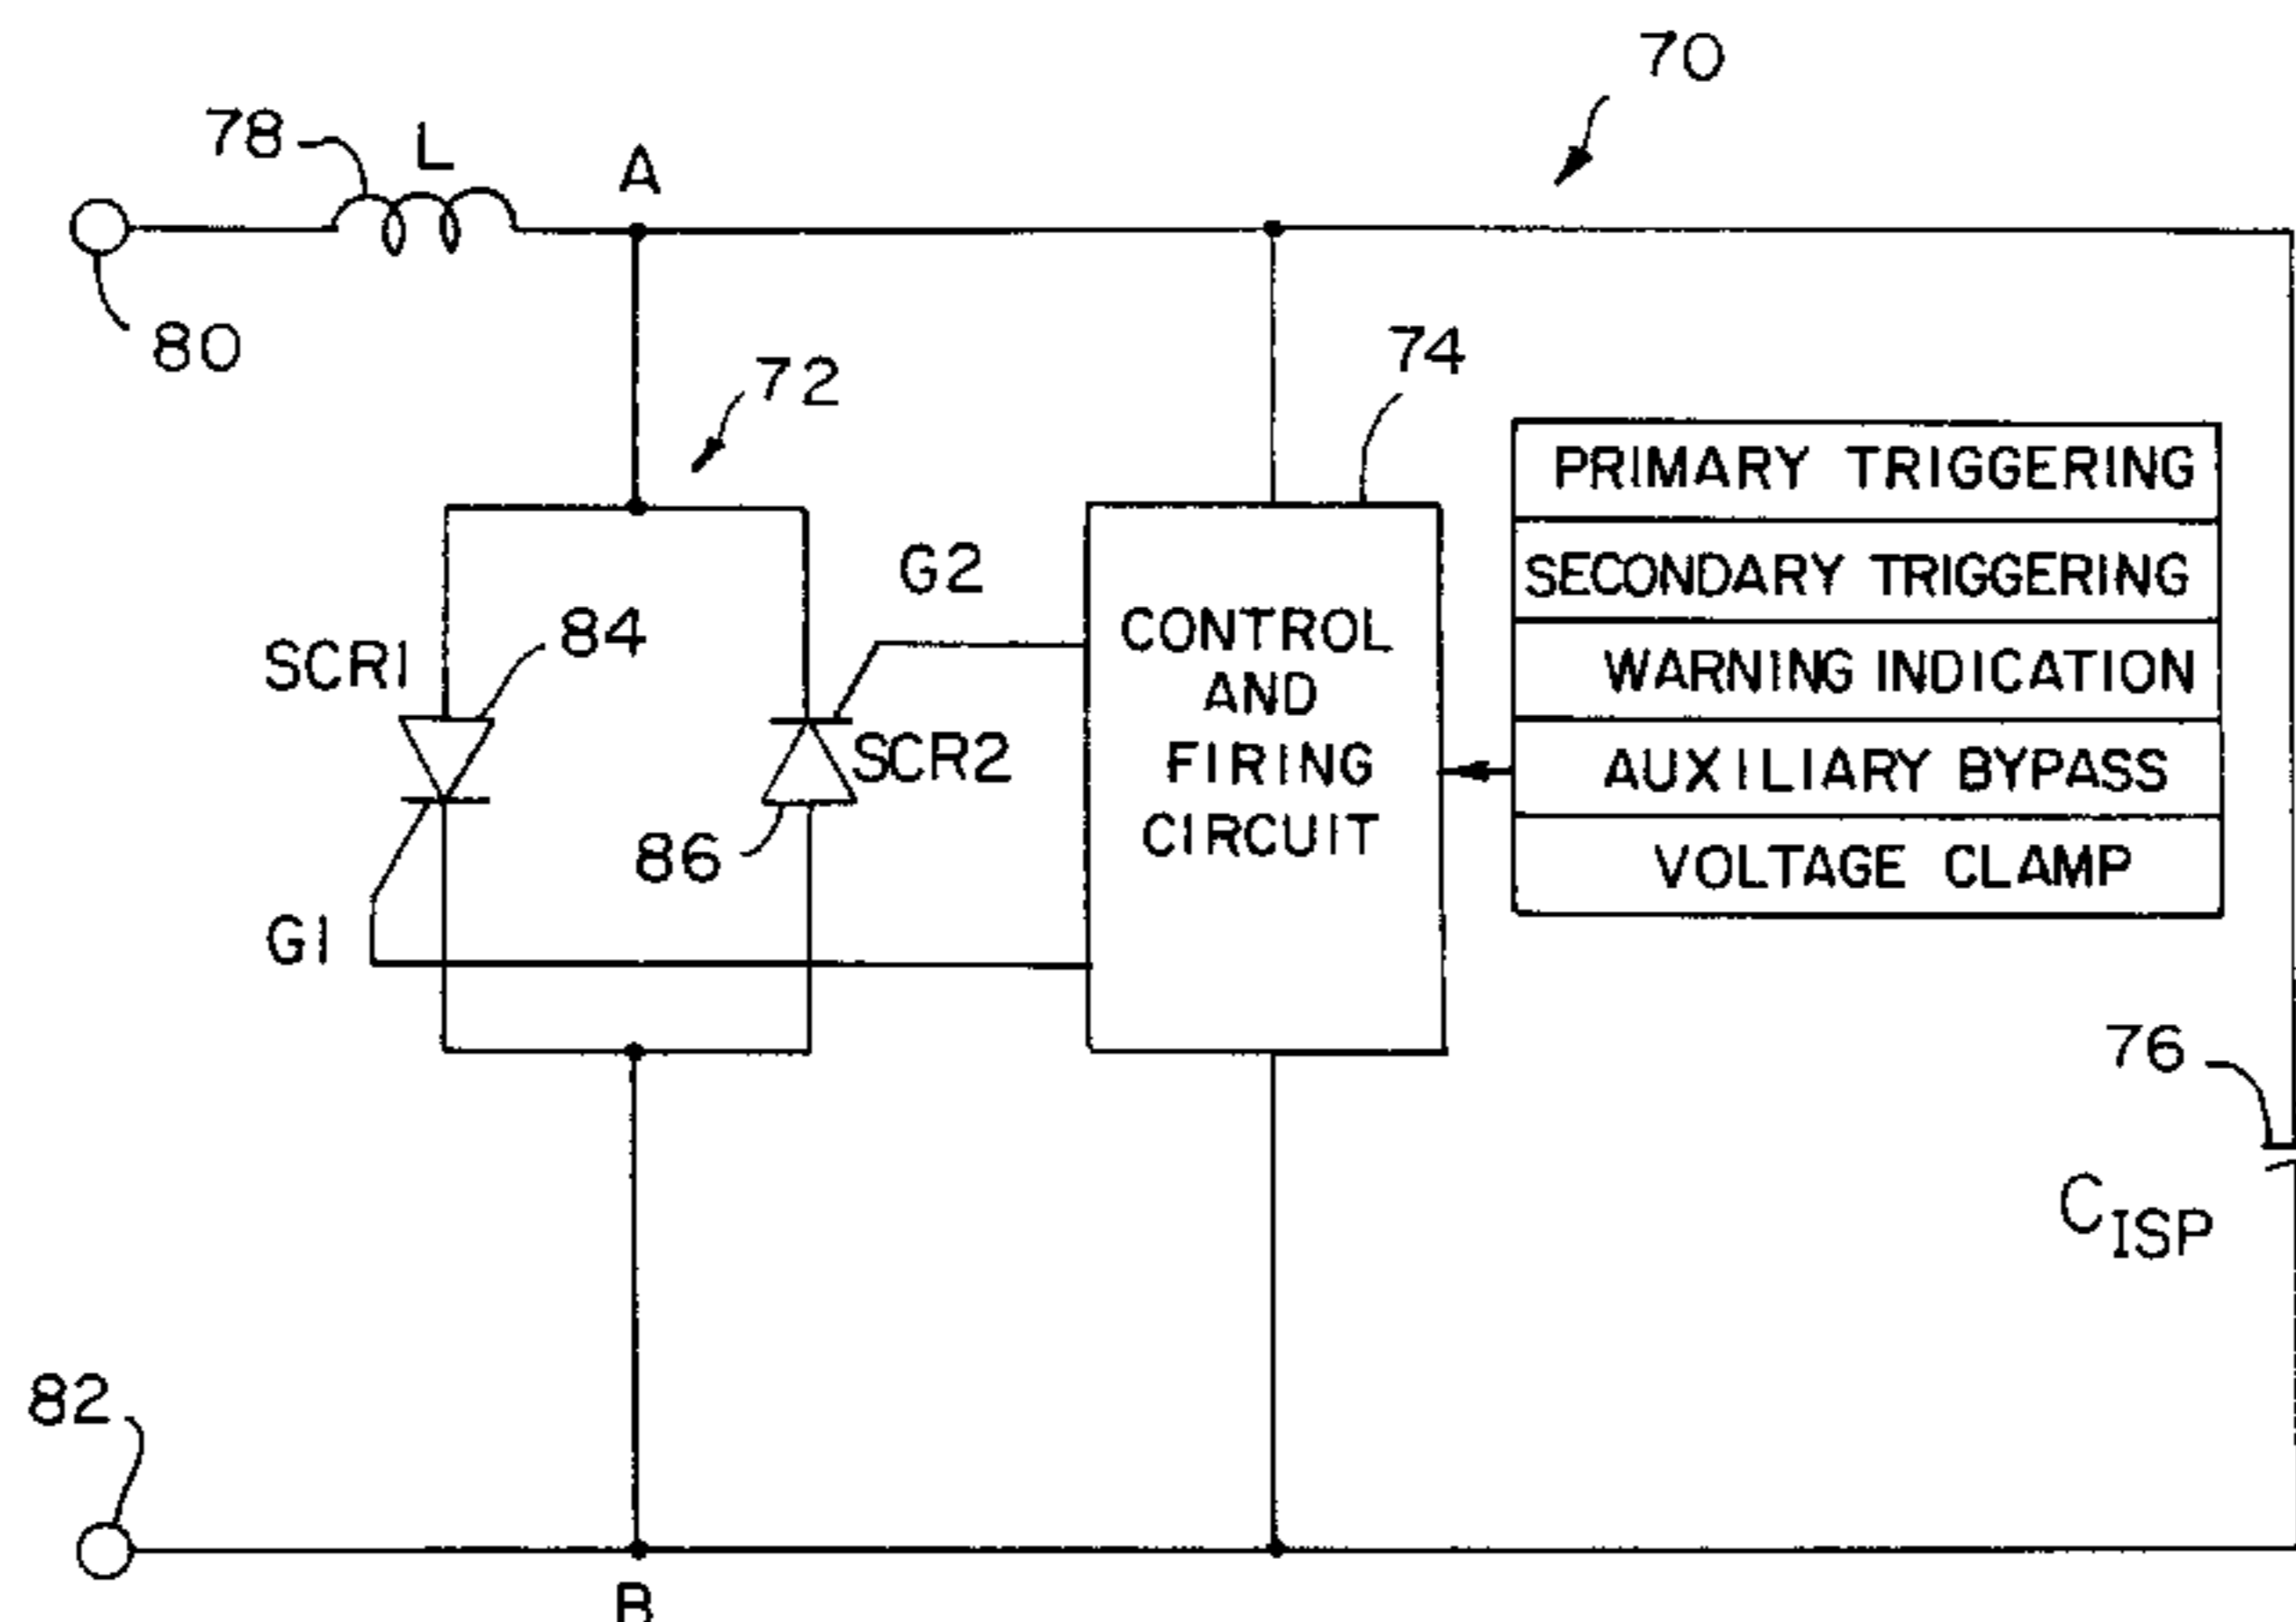 70
78
L
A
80
72
74
PRIMARY TRIGGERING
SECONDARY TRIGGERING
WARNING INDICATION
AUXILIARY BYPASS
VOLTAGE CLAMP
G2
SCR1
84
CONTROL
AND
FIRING
CIRCUIT
SCR2
86
G1
76
CISP
82
B